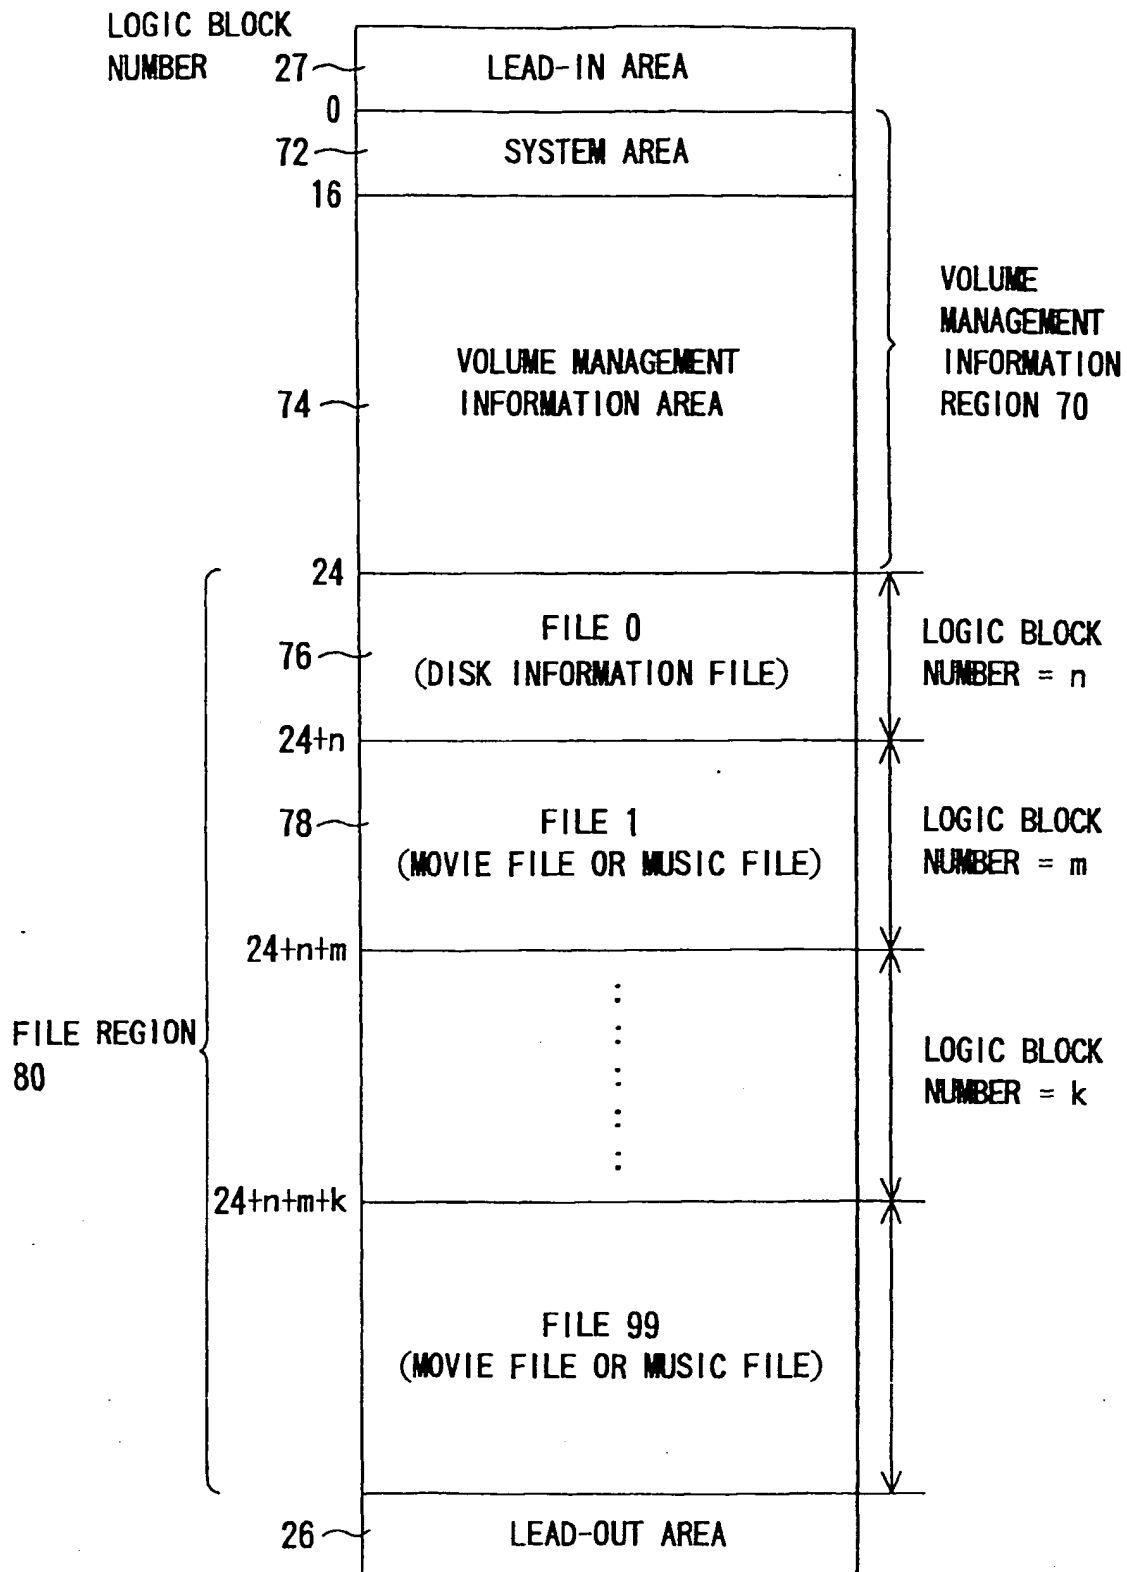 LOGIC BLOCK
NUMBER
27
LEAD-IN AREA
0
72
SYSTEM AREA
16
VOLUME
MANAGEMENT
INFORMATION
REGION 70
VOLUME MANAGEMENT
INFORMATION AREA
74
24
FILE 0
(DISK INFORMATION FILE)
76
LOGIC BLOCK
NUMBER = n
24+n
78
FILE 1
(MOVIE FILE OR MUSIC FILE)
LOGIC BLOCK
NUMBER = m
24+n+m
FILE REGION
80
LOGIC BLOCK
NUMBER = k
24+n+m+k
FILE 99
(MOVIE FILE OR MUSIC FILE)
26
LEAD-OUT AREA